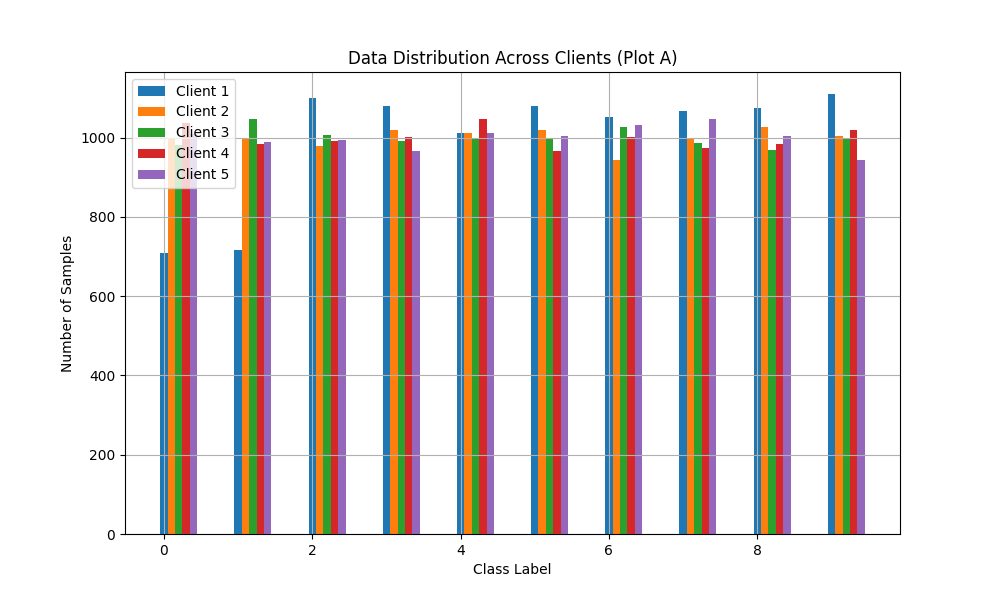 Data Distribution Across Clients (Plot A)
Client 1
Client 2
Client 3
Client 4
Client 5
1000
800
600
400
200
0
Number of Samples
0 2 4 6 8
Class Label